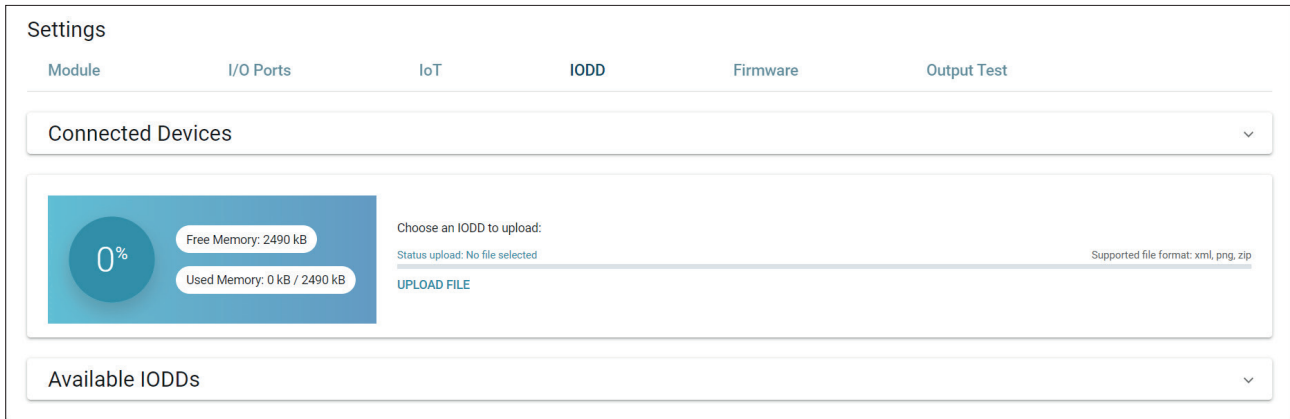 Settings
Module I/O Ports IoT IODD Firmware Output Test
Connected Devices
0%
Free Memory: 2490 kB
Used Memory: 0 kB / 2490 kB
Choose an IODD to upload:
Status upload: No file selected Supported file format: xml, png, zip
UPLOAD FILE
Available IODDs